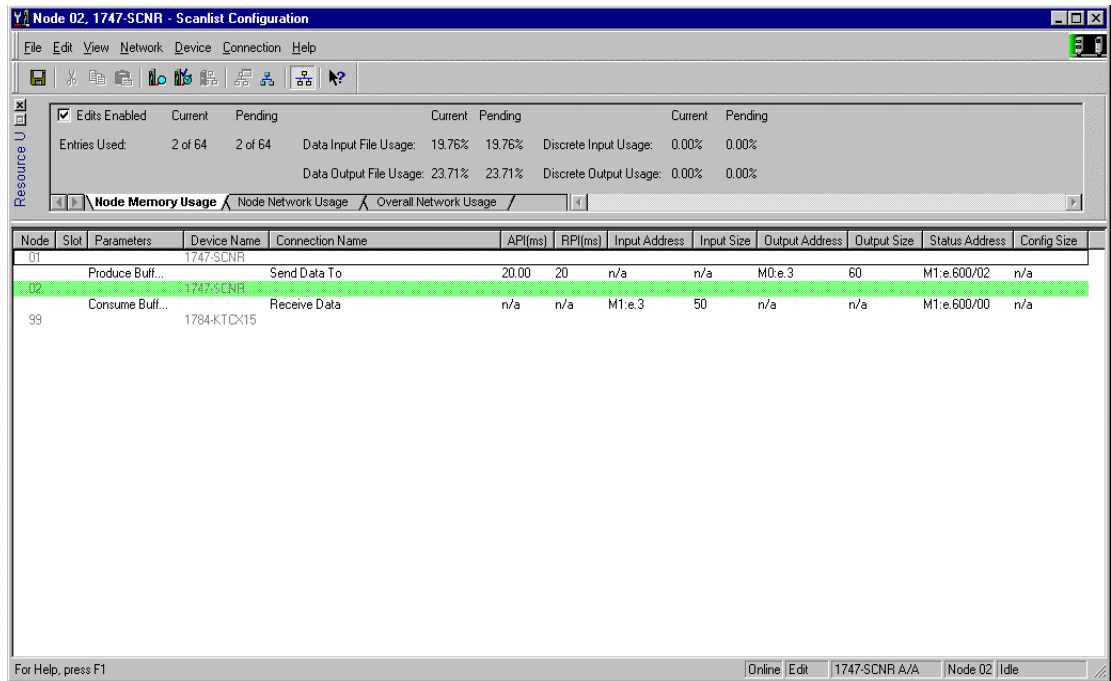 Node 02, 1747-SCNR - Scanlist Configuration
File Edit View Network Device Connection Help
Resource U
Edits Enabled Current Pending Current Pending Current Pending
Entries Used: 2 of 64 2 of 64 Data Input File Usage: 19.76% 19.76% Discrete Input Usage: 0.00% 0.00%
Data Output File Usage: 23.71% 23.71% Discrete Output Usage: 0.00% 0.00%
Node Memory Usage Node Network Usage Overall Network Usage
Node Slot Parameters Device Name Connection Name API(ms) RPI(ms) Input Address Input Size Output Address Output Size Status Address Config Size
01 1747-SCNR
Produce Buff... Send Data To 20.00 20 n/a n/a M0:e.3 60 M1:e.600/02 n/a
02 1747-SCNR
Consume Buff... Receive Data n/a n/a M1:e.3 50 n/a n/a M1:e.600/00 n/a
99 1784-KTCX15
For Help, press F1 Online Edit 1747-SCNR A/A Node 02 Idle